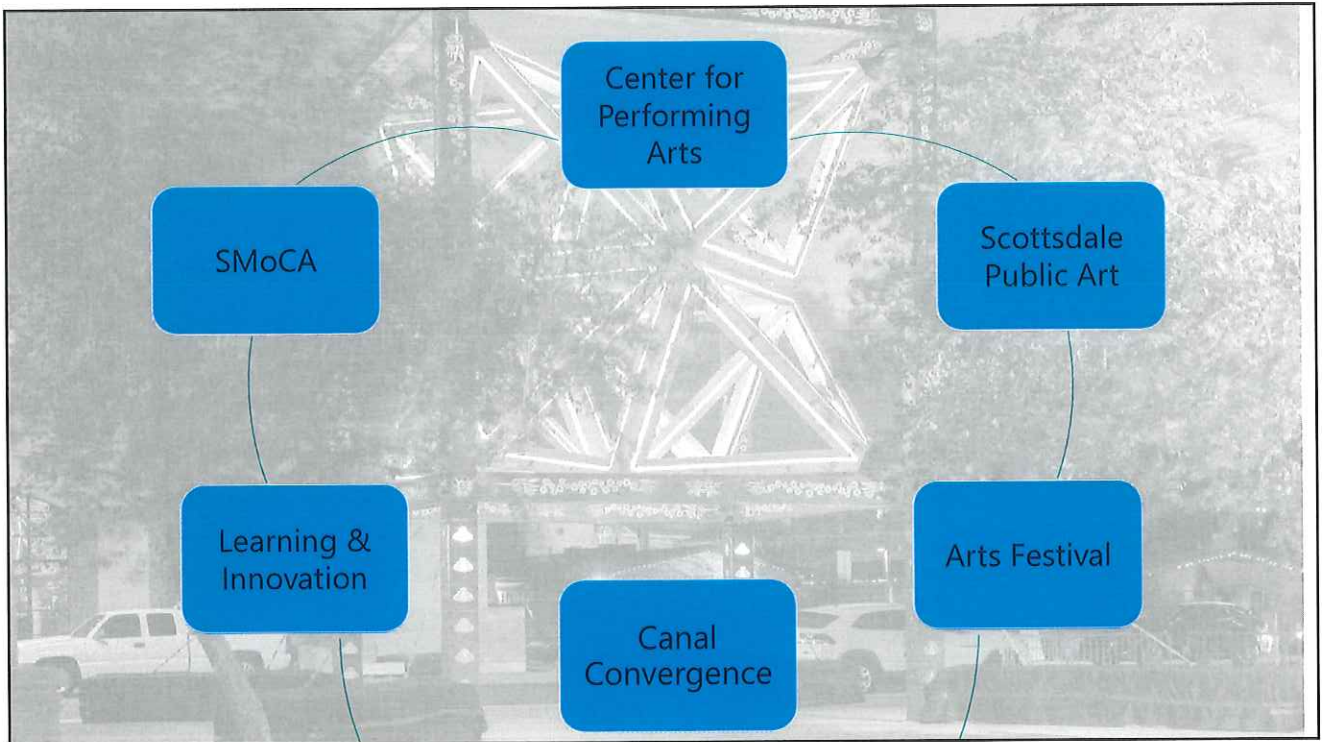 Center for
Performing
Arts
Scottsdale
Public Art
Arts Festival
Canal
Convergence
Learning &
Innovation
SMoCA